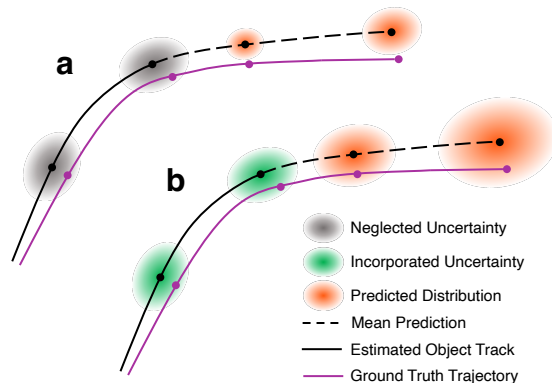 a
b
Neglected Uncertainty
Incorporated Uncertainty
Predicted Distribution
Mean Prediction
Estimated Object Track
Ground Truth Trajectory